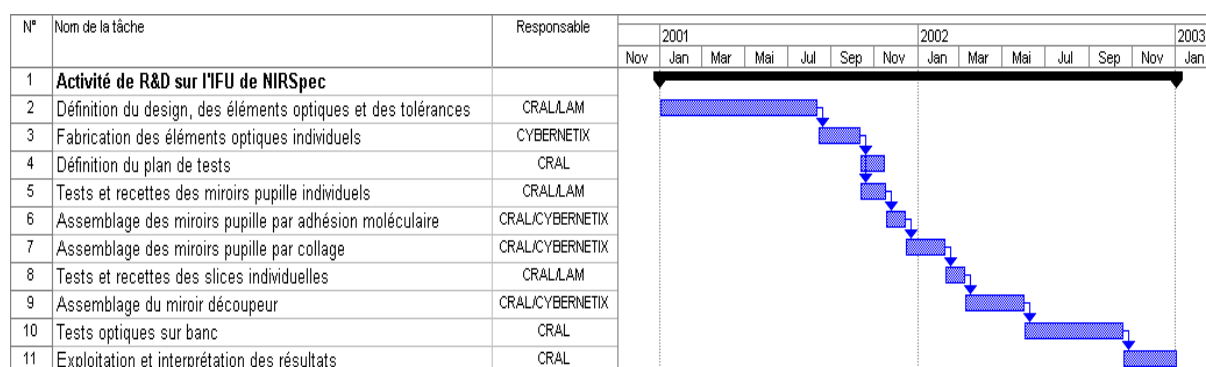 N° Nom de la tâche Responsable
2001 2002 2003
Nov Jan Mar Mai Jul Sep Nov Jan Mar Mai Jul Sep Nov Jan
1 Activité de R&D sur l'IFU de NIRSpec
2 Définition du design, des éléments optiques et des tolérances CRAL/LAM
3 Fabrication des éléments optiques individuels CYBERNETIX
4 Définition du plan de tests CRAL
5 Tests et recettes des miroirs pupille individuels CRAL/LAM
6 Assemblage des miroirs pupille par adhésion moléculaire CRAL/CYBERNETIX
7 Assemblage des miroirs pupille par collage CRAL/CYBERNETIX
8 Tests et recettes des slices individuelles CRAL/LAM
9 Assemblage du miroir découpeur CRAL/CYBERNETIX
10 Tests optiques sur banc CRAL
11 Exploitation et interprétation des résultats CRAL